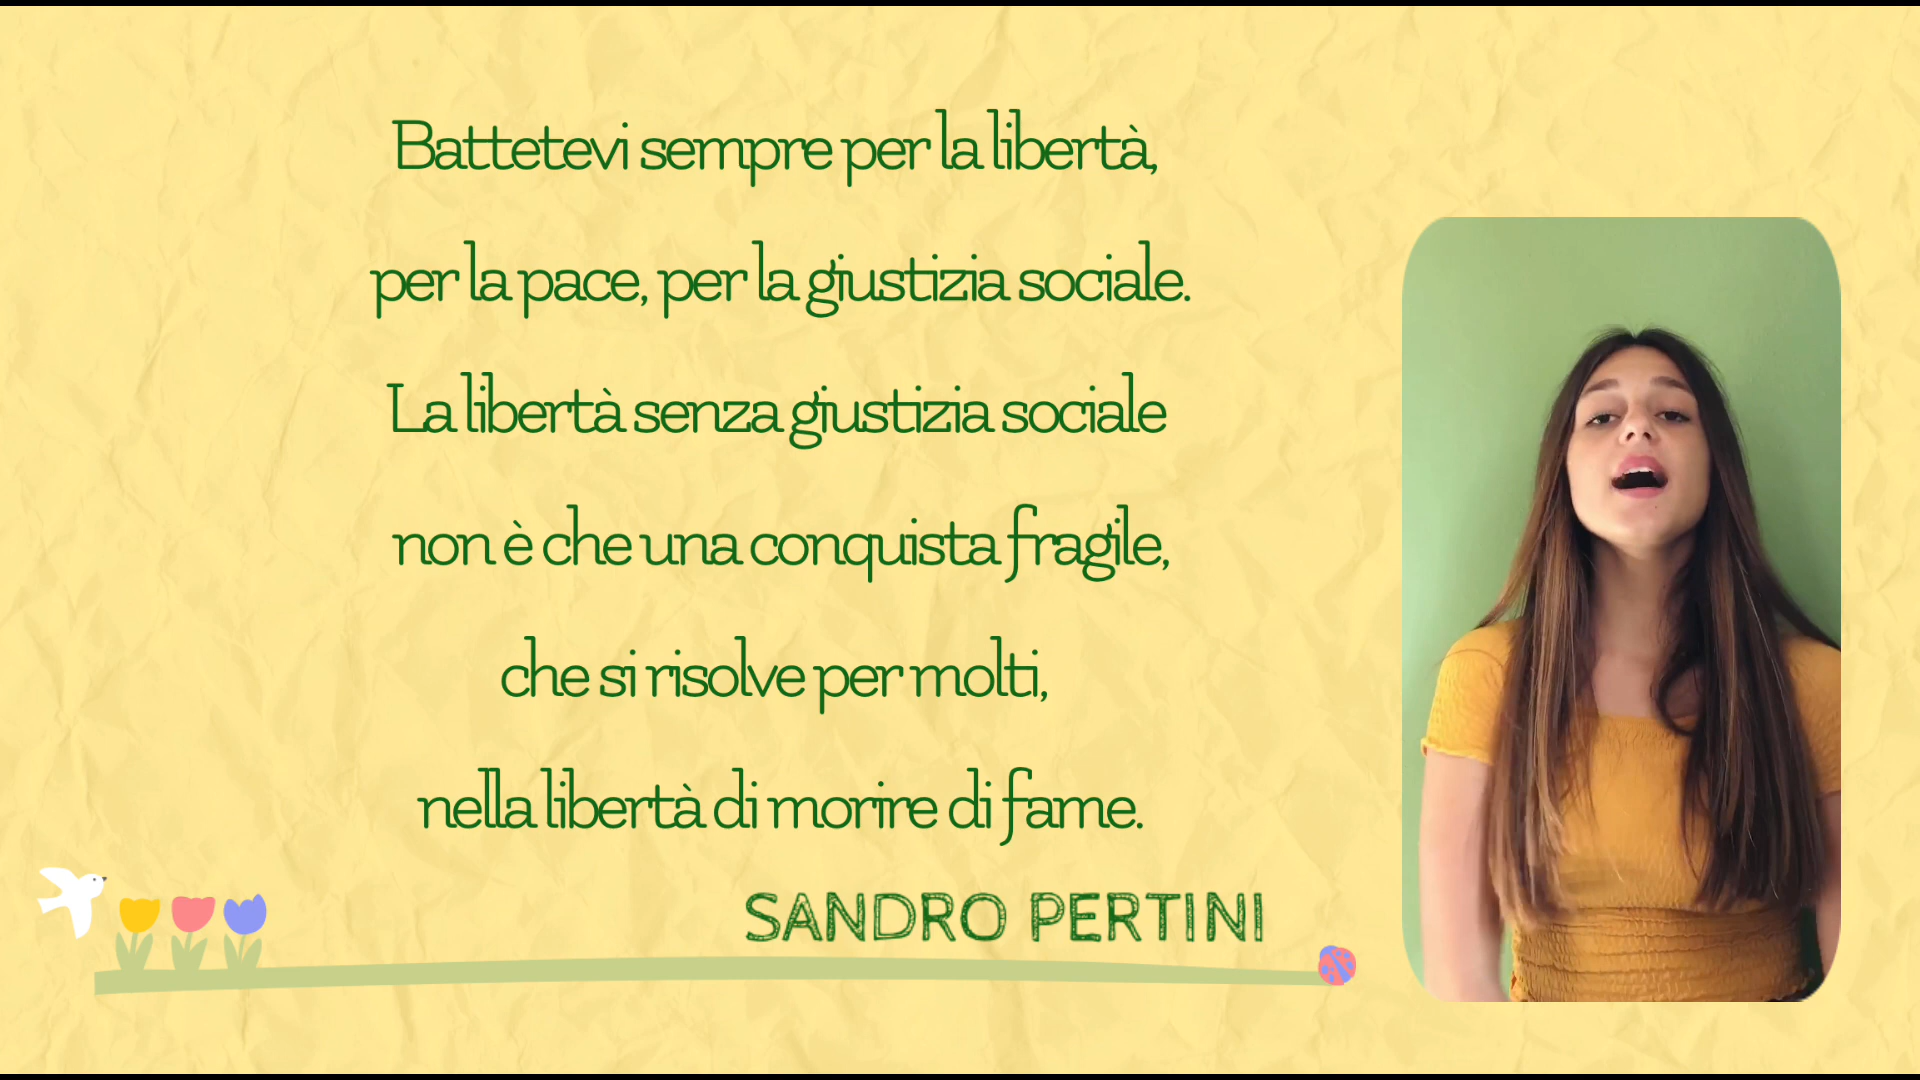 Battetevi sempre per la libertà,
per la pace, per la giustizia sociale.
La libertà senza giustizia sociale
non è che una conquista fragile,
che si risolve per molti,
nella libertà di morire di fame.
SANDRO PERTINI